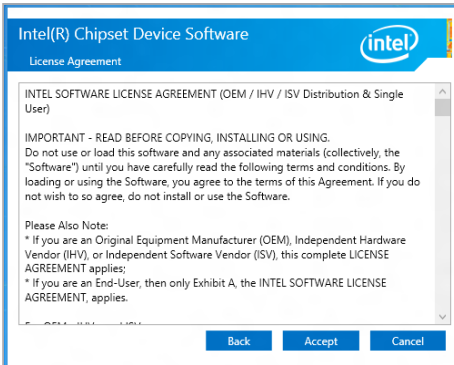 Intel(R) Chipset Device Software
License Agreement
intel
INTEL SOFTWARE LICENSE AGREEMENT (OEM / IHV / ISV Distribution & Single
User)
IMPORTANT - READ BEFORE COPYING, INSTALLING OR USING.
Do not use or load this software and any associated materials (collectively, the
"Software") until you have carefully read the following terms and conditions. By
loading or using the Software, you agree to the terms of this Agreement. If you do
not wish to so agree, do not install or use the Software.
Please Also Note:
* If you are an Original Equipment Manufacturer (OEM), Independent Hardware
Vendor (IHV), or Independent Software Vendor (ISV), this complete LICENSE
AGREEMENT applies;
* If you are an End-User, then only Exhibit A, the INTEL SOFTWARE LICENSE
AGREEMENT, applies.
Back Accept Cancel